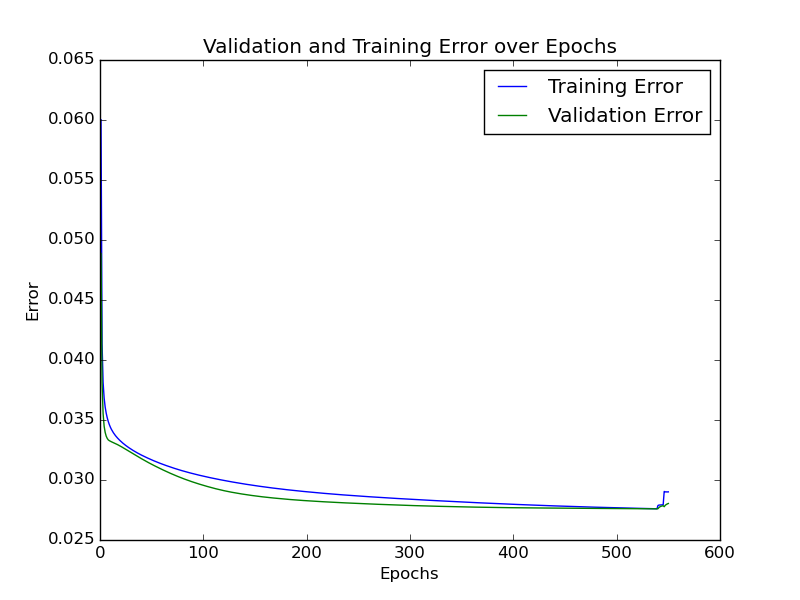 Validation and Training Error over Epochs
0.065
0.060
0.055
0.050
0.045
0.040
0.035
0.030
0.025
Error
Training Error
Validation Error
0 100 200 300 400 500 600
Epochs